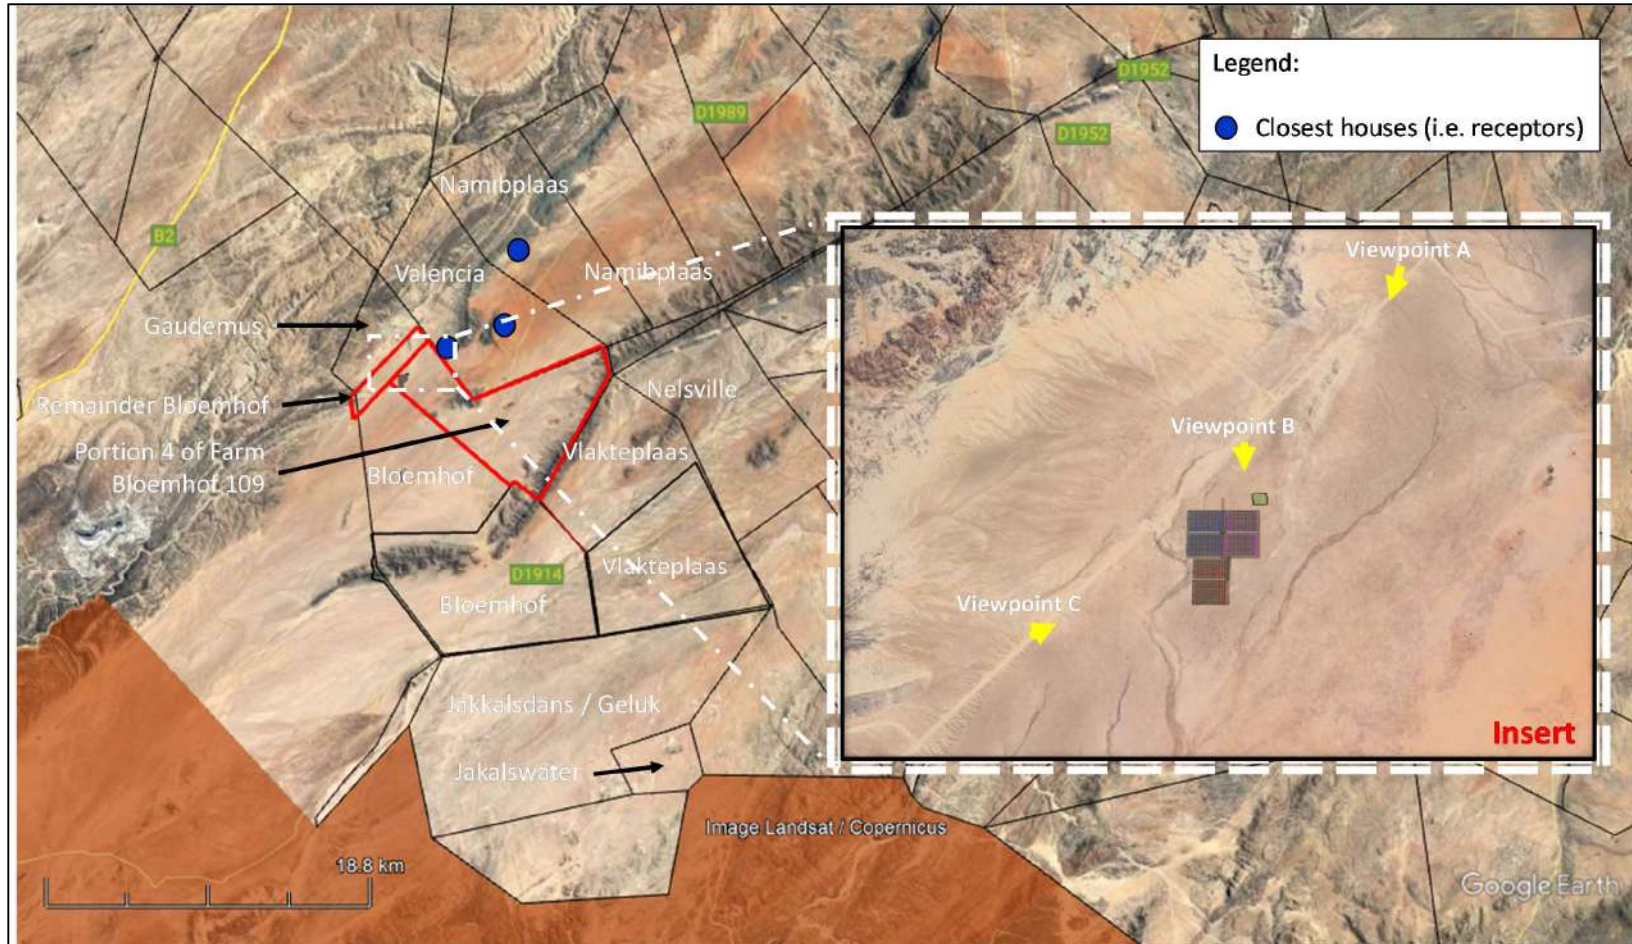 Legend:
Closest houses (i.e. receptors)
D1952
D1989
D1952
Namibplaas
B2
Valencia
Namibplaas
Gaudemus
Remainder Bloemhof
Nelsville
Portion 4 of Farm
Bloemhof 109
Bloemhof
Vlakteplaas
D1914
Vlakteplaas
Bloemhof
Jakkalsdans / Geluk
Jakalswater
Viewpoint A
Viewpoint B
Viewpoint C
Insert
Image Landsat / Copernicus
18.8 km
Google Earth